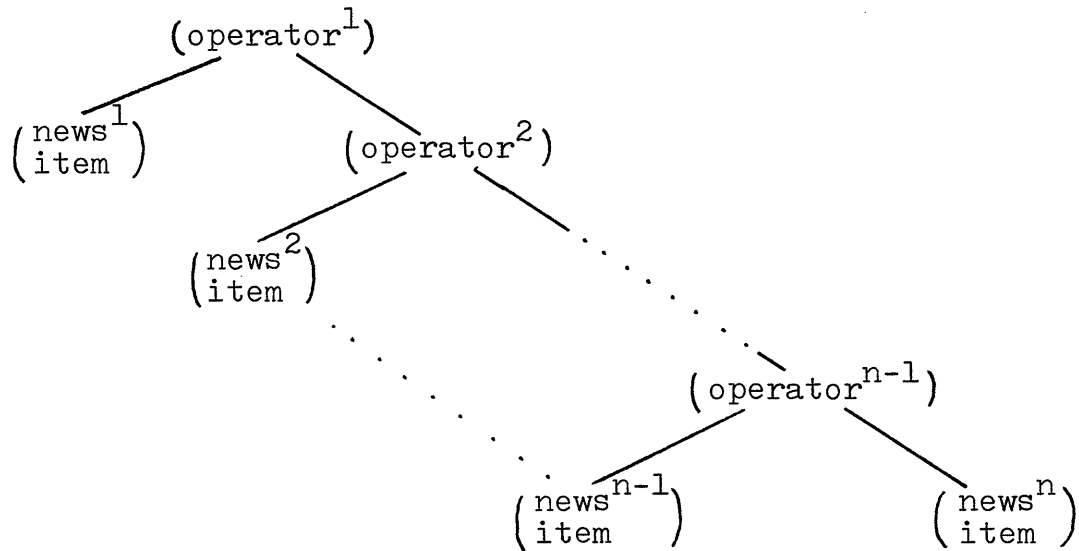 (operator¹)
(news¹
item)
(operator²)
(news²
item)
(operatorⁿ⁻¹)
(newsⁿ⁻¹
item)
(newsⁿ
item)